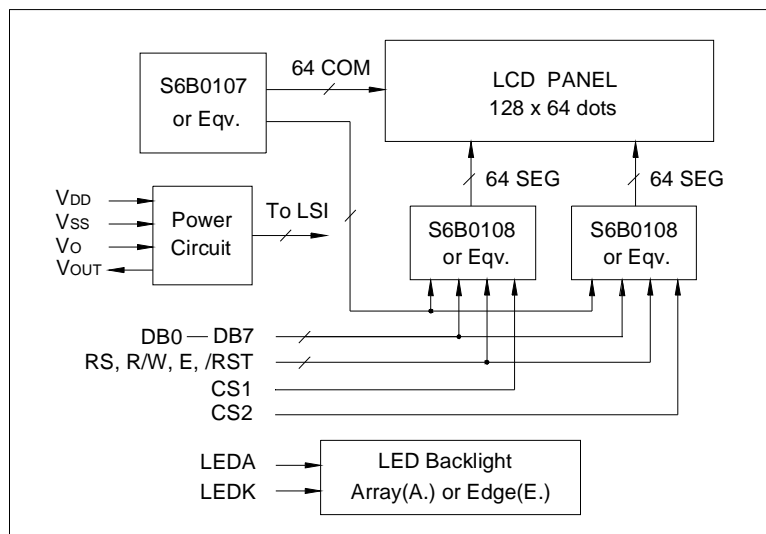 S6B0107
or Eqv.
64 COM
LCD PANEL
128 x 64 dots
64 SEG
64 SEG
VDD
VSS
VO
VOUT
Power
Circuit
To LSI
S6B0108
or Eqv.
S6B0108
or Eqv.
DB0 — DB7
RS, R/W, E, /RST
CS1
CS2
LEDA
LEDK
LED Backlight
Array(A.) or Edge(E.)